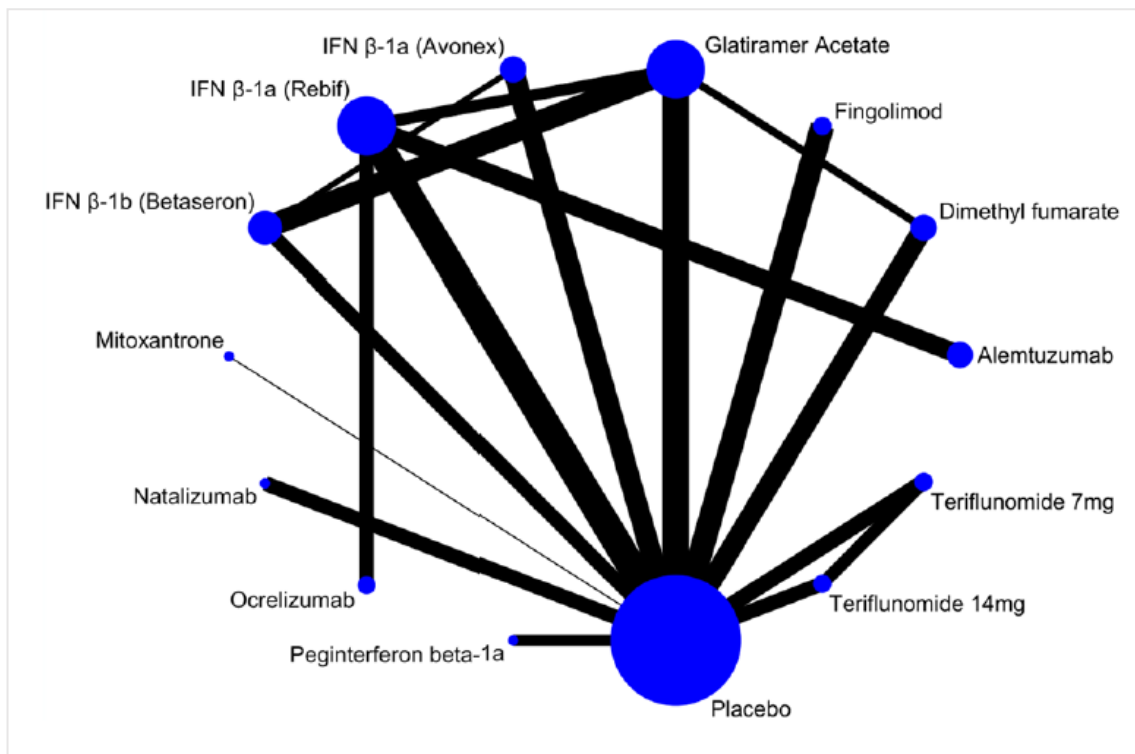 IFN β-1a (Avonex)
Glatiramer Acetate
IFN β-1a (Rebif)
Fingolimod
IFN β-1b (Betaseron)
Dimethyl fumarate
Mitoxantrone
Alemtuzumab
Natalizumab
Teriflunomide 7mg
Ocrelizumab
Teriflunomide 14mg
Peginterferon beta-1a
Placebo